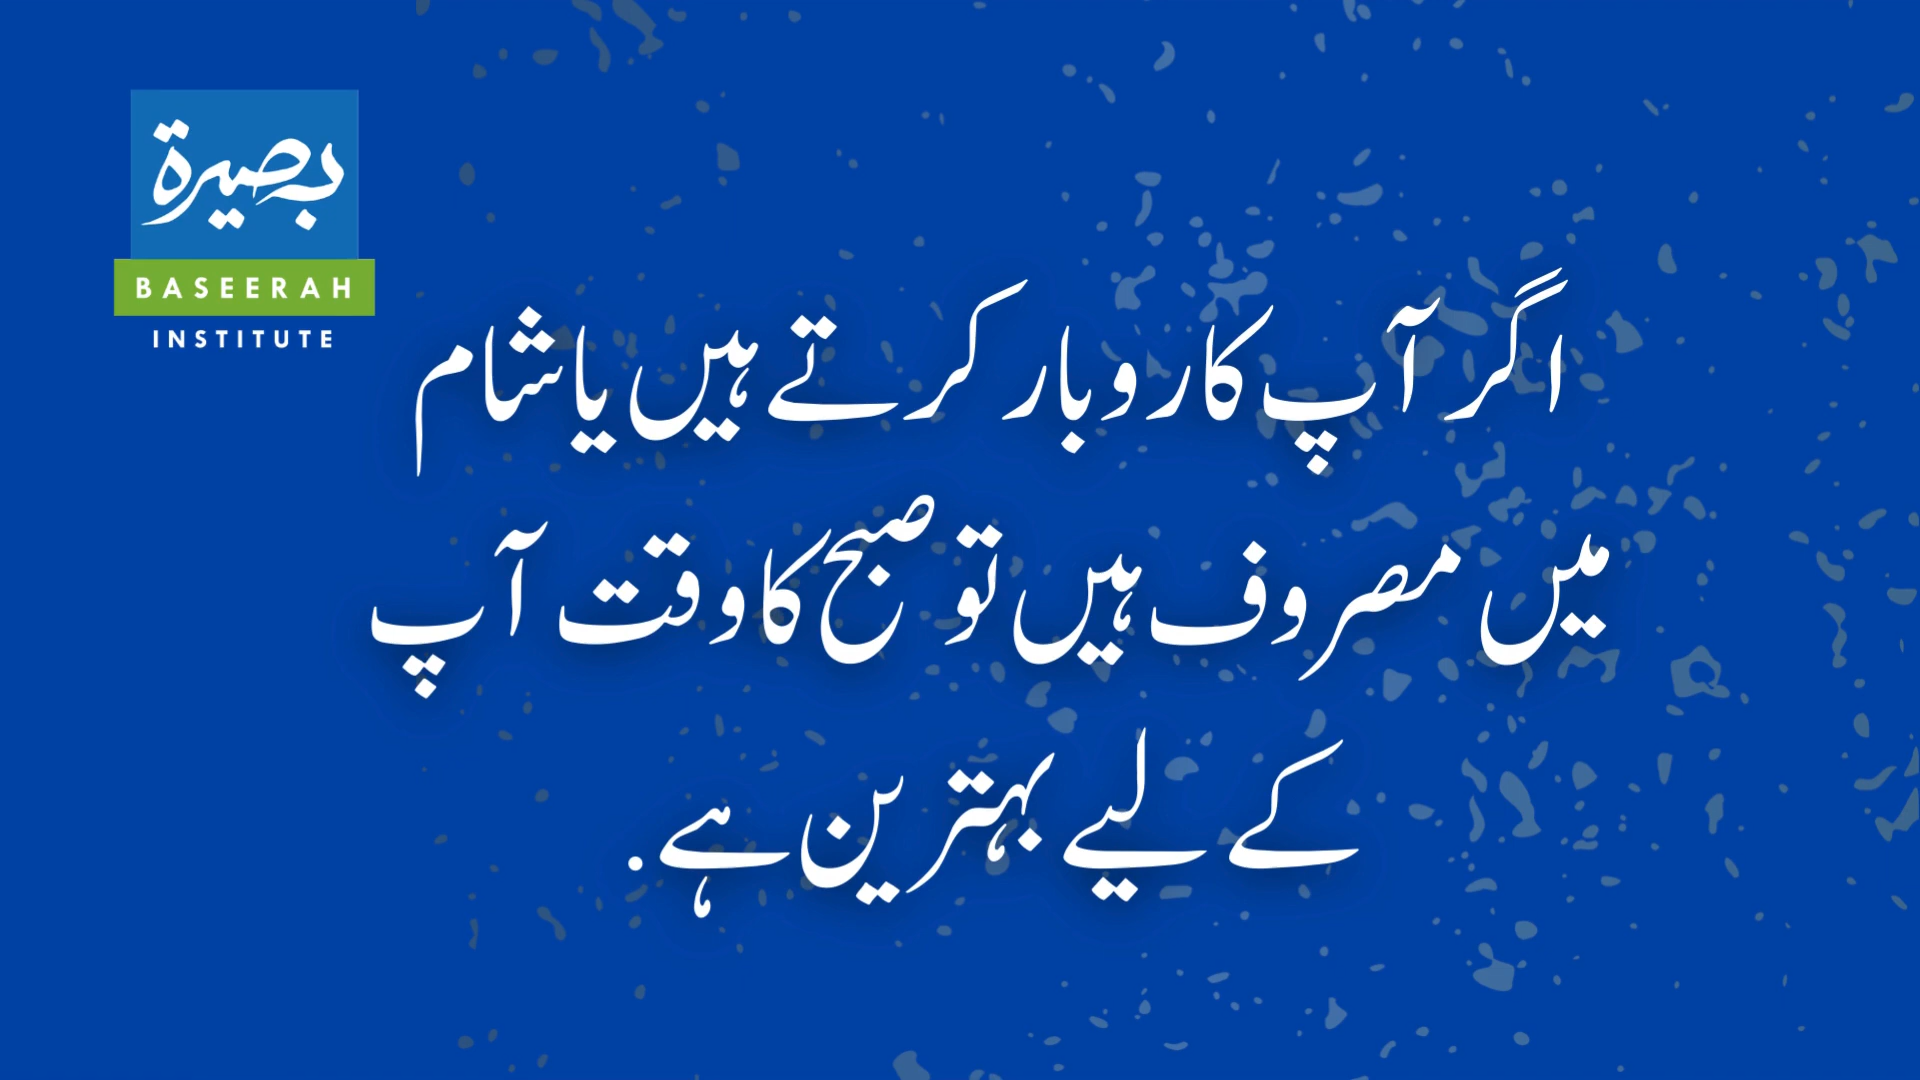 بصيرة
BASEERAH
INSTITUTE
اگر آپ کاروبار کرتے ہیں یا شام
میں مصروف ہیں تو صبح کا وقت آپ
کے لیے بہترین ہے.